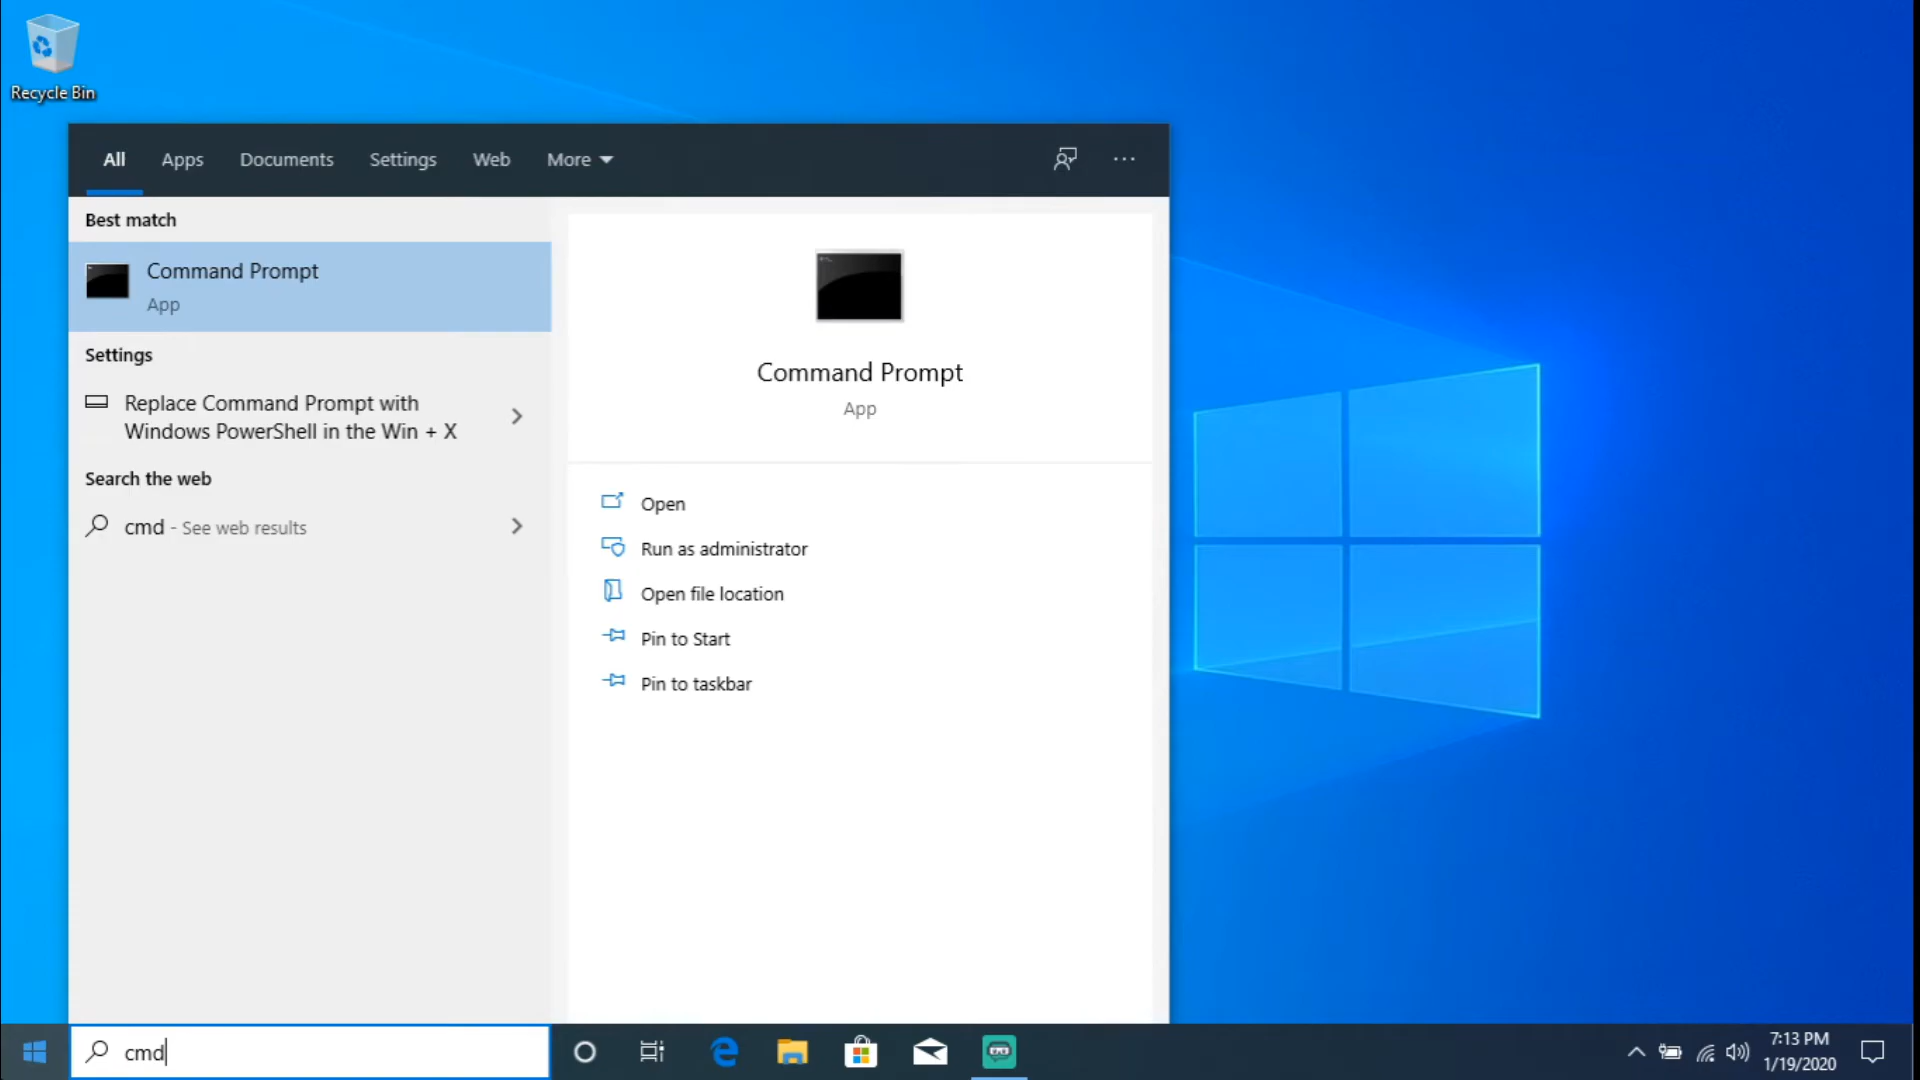 Recycle Bin
All Apps Documents Settings Web More
Best match
Command Prompt
App
Settings
Replace Command Prompt with
Windows PowerShell in the Win + X
Search the web
cmd - See web results
Command Prompt
App
Open
Run as administrator
Open file location
Pin to Start
Pin to taskbar
cmd
7:13 PM
1/19/2020